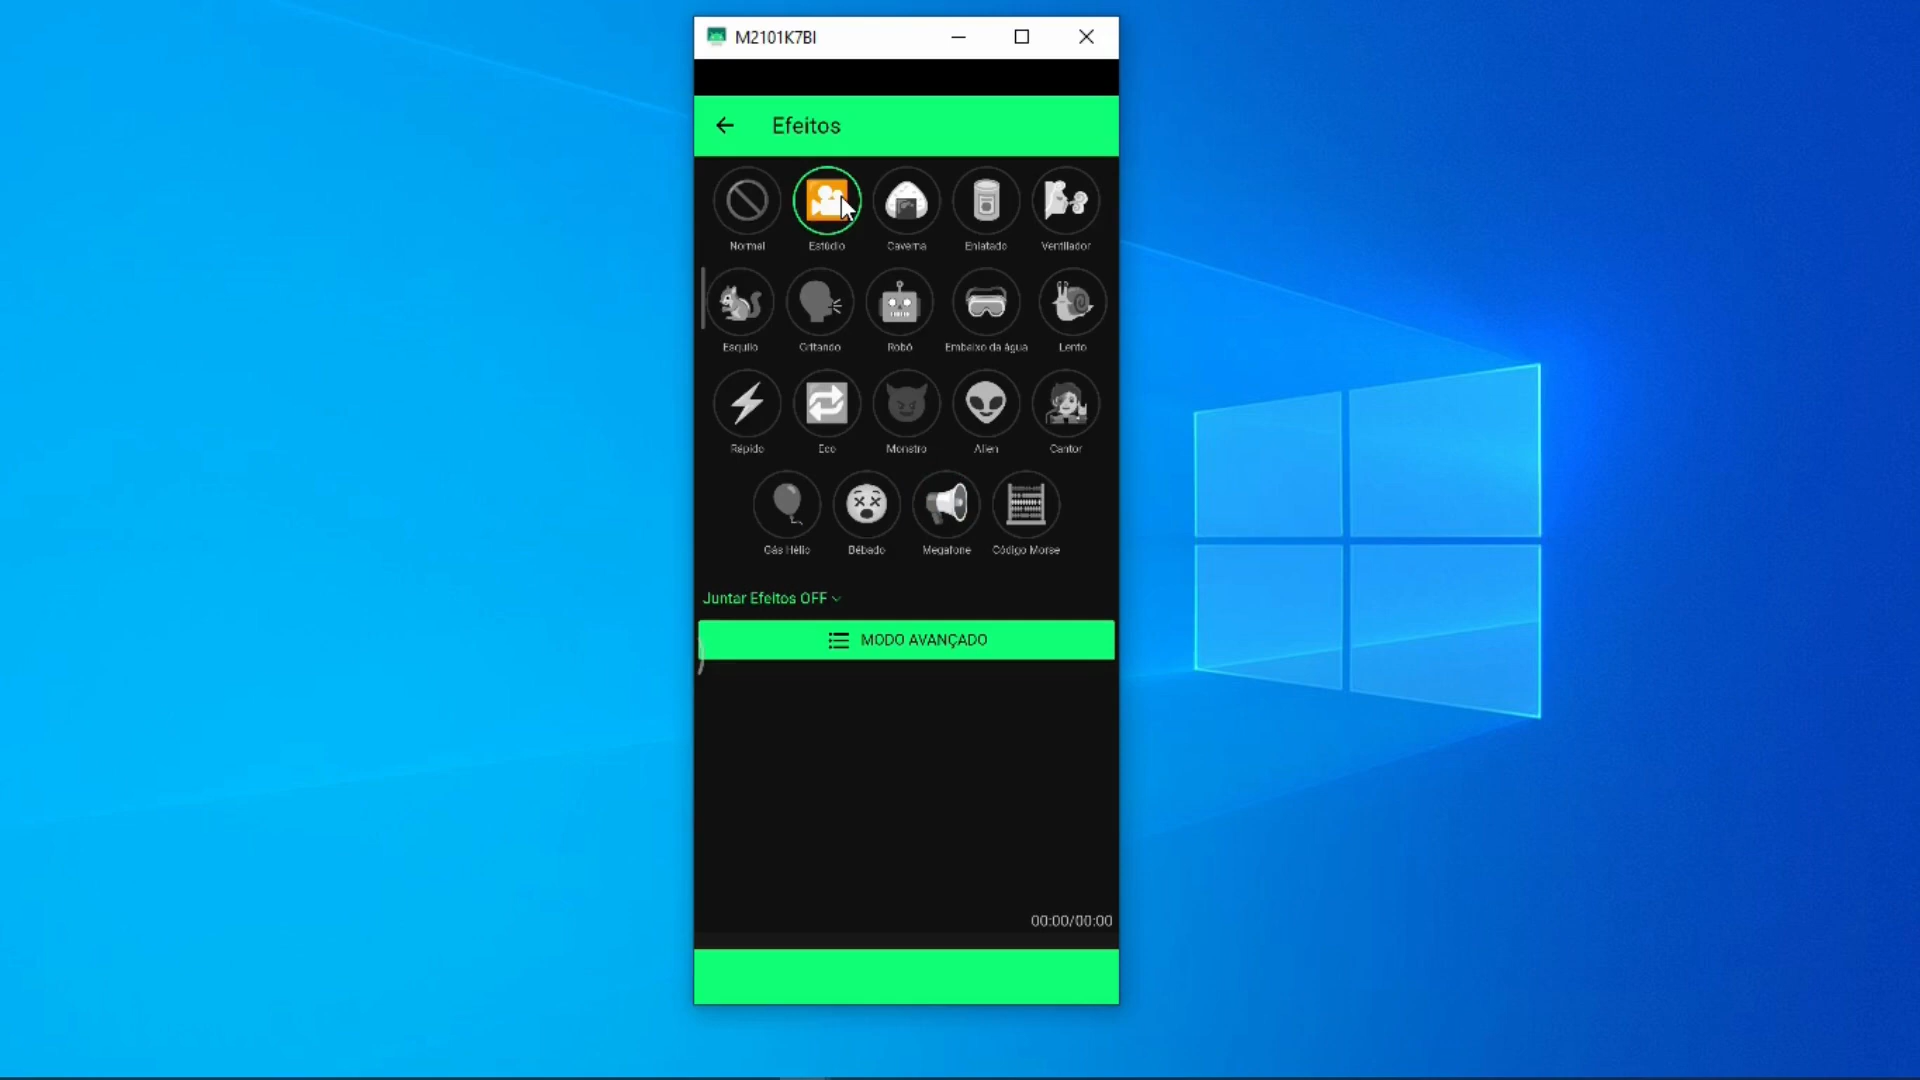 M2101K7BI
Efeitos
Normal Estúdio Caverna Enlatado Ventilador
Esquilo Gritando Robô Embaixo da água Lento
Rápido Eco Monstro Alien Cantor
Gás Hélio Bêbado Megafone Código Morse
Juntar Efeitos OFF
MODO AVANÇADO
00:00/00:00